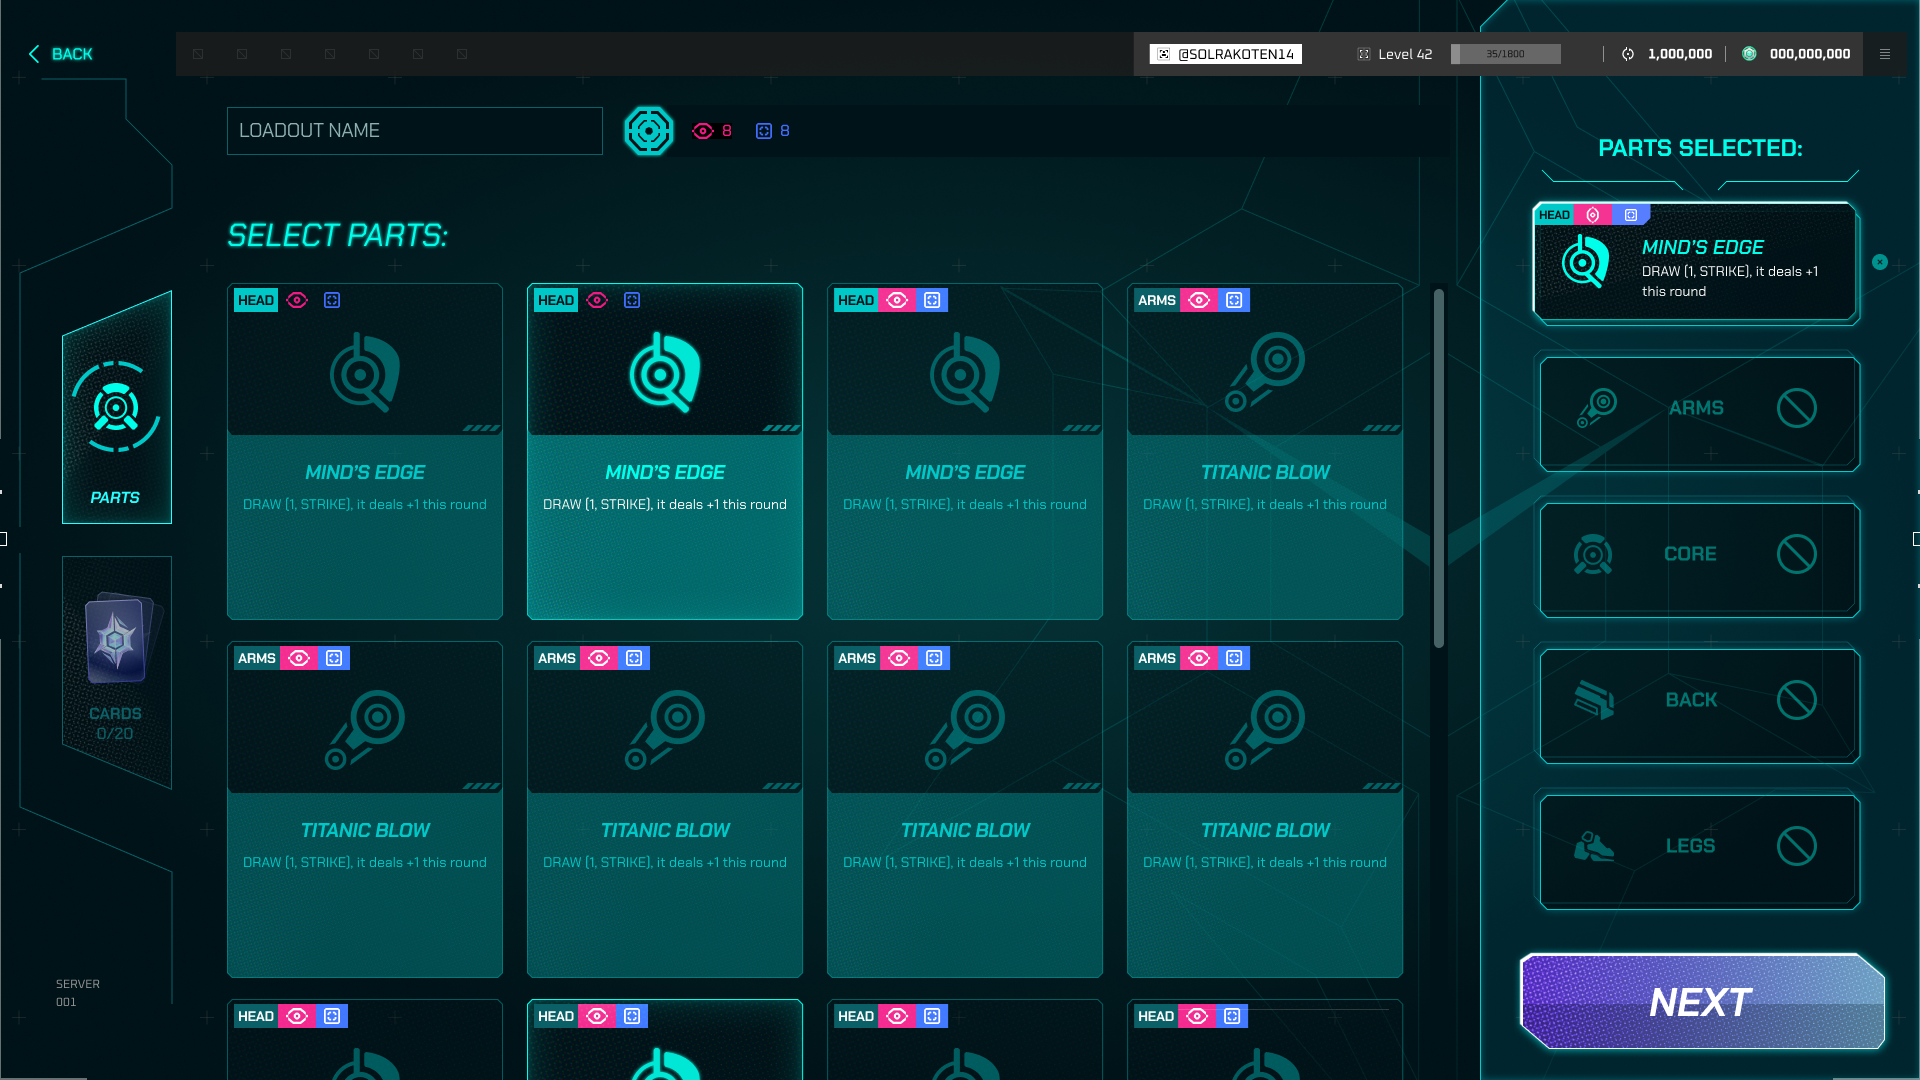 BACK
@SOLRAKOTEN14
Level 42
35/1800
1,000,000
000,000,000
LOADOUT NAME
8
8
SELECT PARTS:
HEAD
MIND'S EDGE
DRAW (1, STRIKE), it deals +1 this round
HEAD
MIND'S EDGE
DRAW (1, STRIKE), it deals +1 this round
HEAD
MIND'S EDGE
DRAW (1, STRIKE), it deals +1 this round
ARMS
TITANIC BLOW
DRAW (1, STRIKE), it deals +1 this round
ARMS
TITANIC BLOW
DRAW (1, STRIKE), it deals +1 this round
ARMS
TITANIC BLOW
DRAW (1, STRIKE), it deals +1 this round
ARMS
TITANIC BLOW
DRAW (1, STRIKE), it deals +1 this round
ARMS
TITANIC BLOW
DRAW (1, STRIKE), it deals +1 this round
HEAD
HEAD
HEAD
HEAD
PARTS
CARDS
0/20
SERVER
001
PARTS SELECTED:
HEAD
MIND'S EDGE
DRAW (1, STRIKE), it deals +1
this round
ARMS
CORE
BACK
LEGS
NEXT